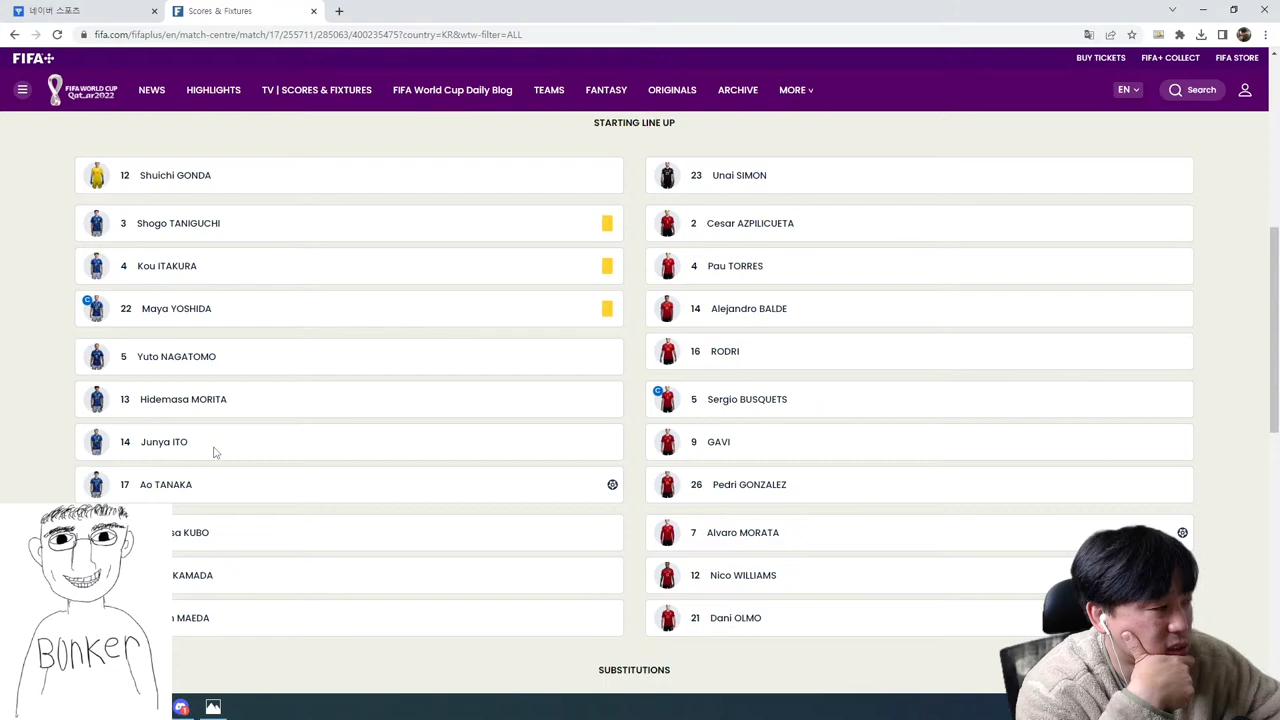 네이버 스포츠
Scores & Fixtures
fifa.com/fifaplus/en/match-centre/match/17/255711/285063/400235475?country=KR&wtw-filter=ALL
FIFA+
BUY TICKETS FIFA+ COLLECT FIFA STORE
FIFA WORLD CUP
Qatar2022
NEWS HIGHLIGHTS TV | SCORES & FIXTURES FIFA World Cup Daily Blog TEAMS FANTASY ORIGINALS ARCHIVE MORE EN Search
STARTING LINE UP
12 Shuichi GONDA
23 Unai SIMON
3 Shogo TANIGUCHI
2 Cesar AZPILICUETA
4 Kou ITAKURA
4 Pau TORRES
C 22 Maya YOSHIDA
14 Alejandro BALDE
5 Yuto NAGATOMO
16 RODRI
13 Hidemasa MORITA
C 5 Sergio BUSQUETS
14 Junya ITO
9 GAVI
17 Ao TANAKA
26 Pedri GONZALEZ
sa KUBO
7 Alvaro MORATA
KAMADA
12 Nico WILLIAMS
MAEDA
21 Dani OLMO
SUBSTITUTIONS
BONKER